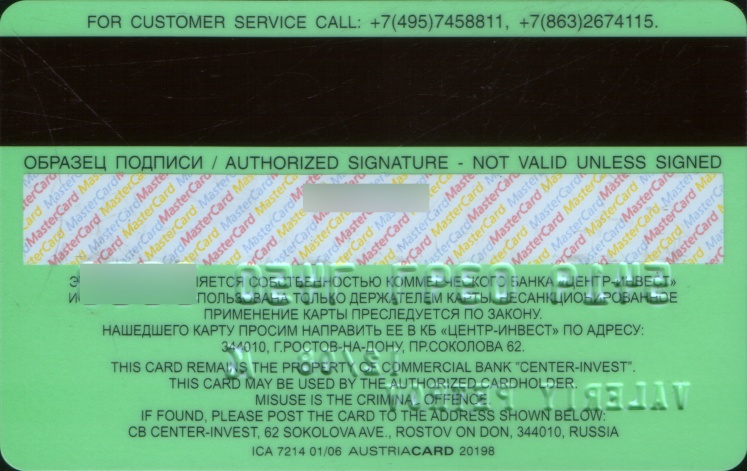 FOR CUSTOMER SERVICE CALL: +7(495)7458811, +7(863)2674115.
ОБРАЗЕЦ ПОДПИСИ / AUTHORIZED SIGNATURE - NOT VALID UNLESS SIGNED
MasterCard MasterCard MasterCard MasterCard
СОБСТВЕННОСТЬЮ КОММЕРЧЕСКОГО БАНКА «ЦЕНТР-ИНВЕСТ»
ТОЛЬКО ДЕРЖАТЕЛЕМ КАРТЫ. НЕСАНКЦИОНИРОВАННОЕ
ПРИМЕНЕНИЕ КАРТЫ ПРЕСЛЕДУЕТСЯ ПО ЗАКОНУ.
НАШЕДШЕГО КАРТУ ПРОСИМ НАПРАВИТЬ ЕЕ В КБ «ЦЕНТР-ИНВЕСТ» ПО АДРЕСУ:
344010, Г.РОСТОВ-НА-ДОНУ, ПР.СОКОЛОВА 62.
THIS CARD REMAINS THE PROPERTY OF COMMERCIAL BANK "CENTER-INVEST".
THIS CARD MAY BE USED BY THE AUTHORIZED CARDHOLDER.
MISUSE IS THE CRIMINAL OFFENCE.
IF FOUND, PLEASE POST THE CARD TO THE ADDRESS SHOWN BELOW:
CB CENTER-INVEST, 62 SOKOLOVA AVE., ROSTOV ON DON, 344010, RUSSIA
ICA 7214 01/06 AUSTRIACARD 20198